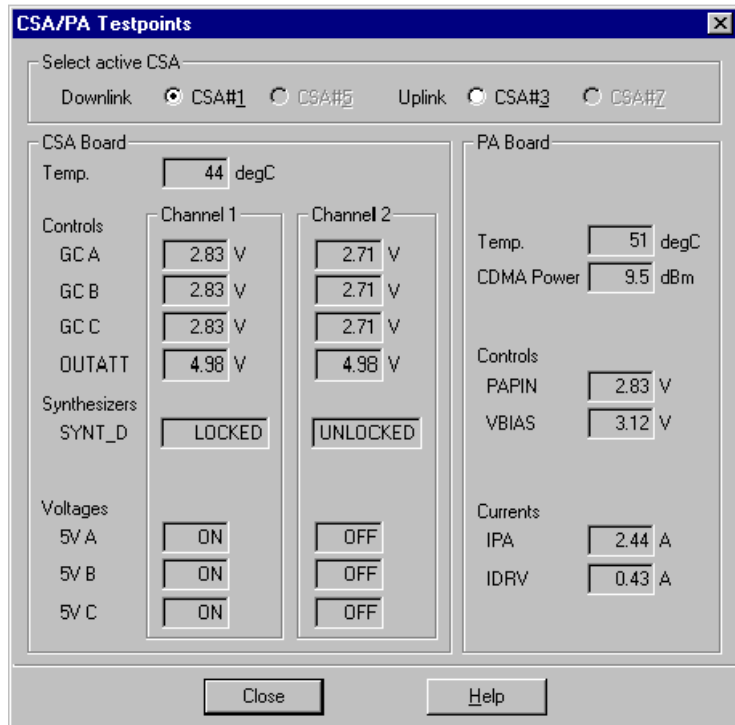 CSA/PA Testpoints
Select active CSA
Downlink CSA#1 CSA#5 Uplink CSA#3 CSA#7
CSA Board
Temp. 44 degC
Controls Channel 1 Channel 2
GC A 2.83 V 2.71 V
GC B 2.83 V 2.71 V
GC C 2.83 V 2.71 V
OUTATT 4.98 V 4.98 V
Synthesizers
SYNT_D LOCKED UNLOCKED
Voltages
5V A ON OFF
5V B ON OFF
5V C ON OFF
PA Board
Temp. 51 degC
CDMA Power 9.5 dBm
Controls
PAPIN 2.83 V
VBIAS 3.12 V
Currents
IPA 2.44 A
IDRV 0.43 A
Close Help